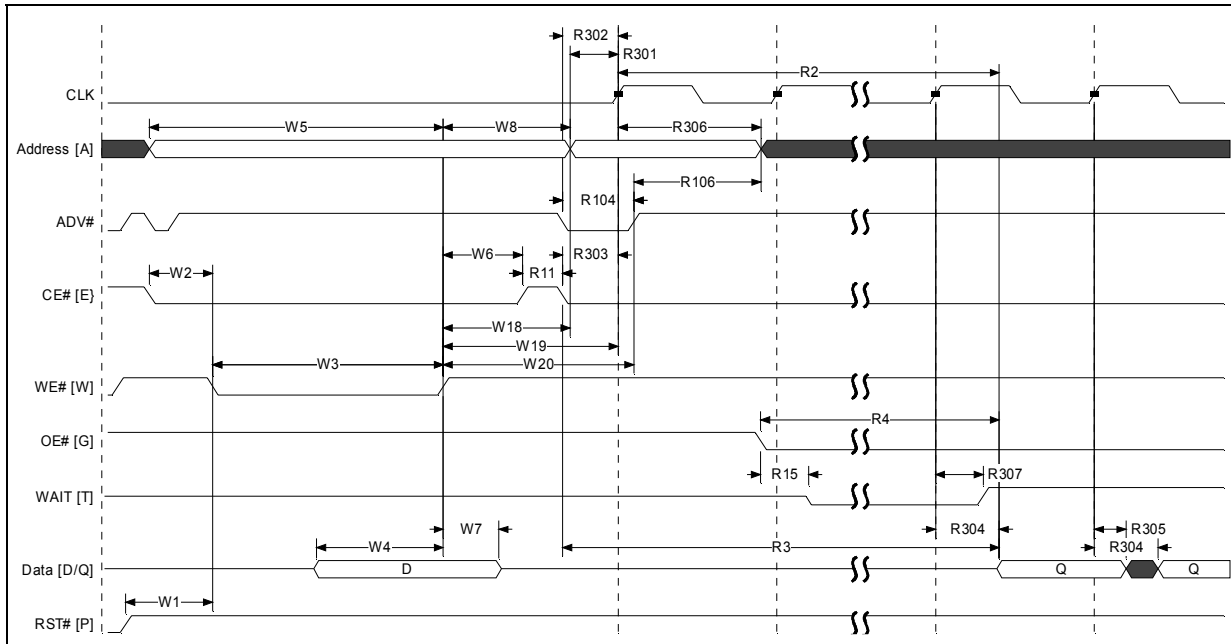 R302
R301
R2
CLK
W5
W8
R306
Address [A]
R106
R104
ADV#
W6
R303
W2
R11
CE# [E}
W18
W19
W3
W20
WE# [W]
R4
OE# [G]
R15
R307
WAIT [T]
W7
R304
R305
W4
R3
R304
Data [D/Q]
D
Q
Q
W1
RST# [P]